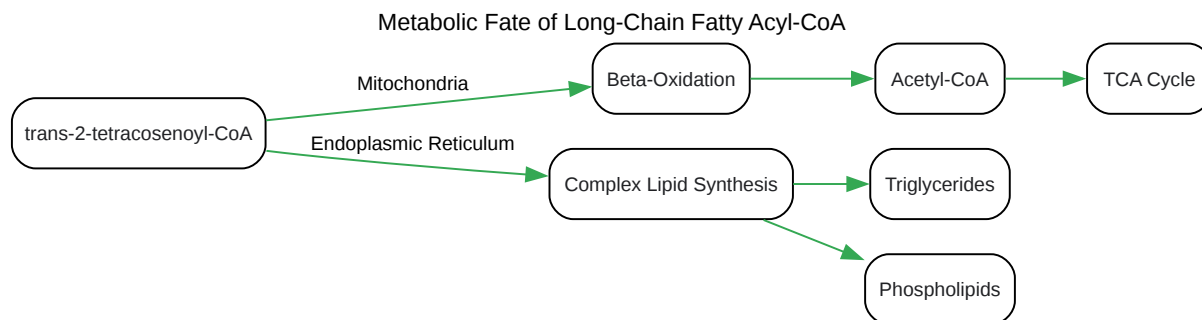 Metabolic Fate of Long-Chain Fatty Acyl-CoA
trans-2-tetracosenoyl-CoA
Mitochondria
Beta-Oxidation
Acetyl-CoA
TCA Cycle
Endoplasmic Reticulum
Complex Lipid Synthesis
Triglycerides
Phospholipids